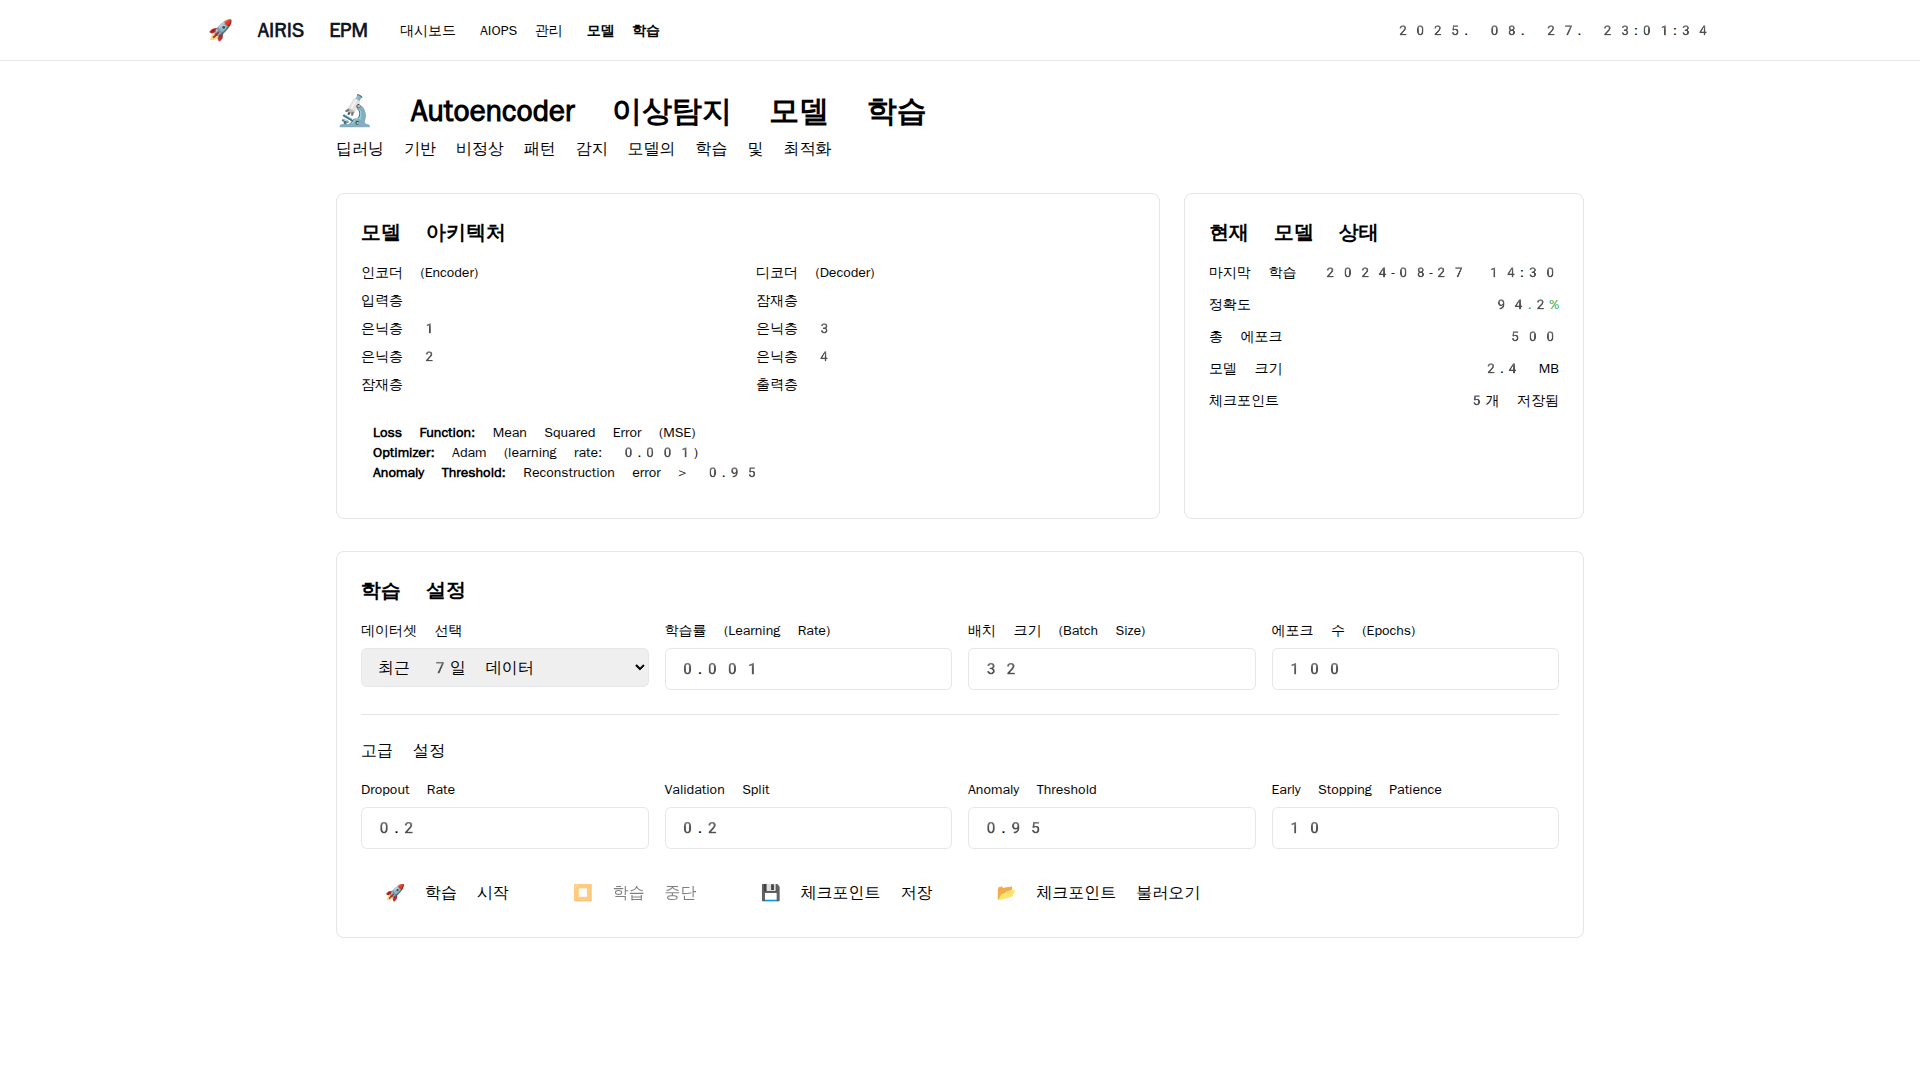 🚀 AIRIS EPM 대시보드 AIOPS 관리 모델 학습 2025. 08. 27. 23:01:34
🔬 Autoencoder 이상탐지 모델 학습
딥러닝 기반 비정상 패턴 감지 모델의 학습 및 최적화
모델 아키텍처
인코더 (Encoder)
입력층
은닉층 1
은닉층 2
잠재층
디코더 (Decoder)
잠재층
은닉층 3
은닉층 4
출력층
Loss Function: Mean Squared Error (MSE)
Optimizer: Adam (learning rate: 0.001)
Anomaly Threshold: Reconstruction error > 0.95
현재 모델 상태
마지막 학습 2024-08-27 14:30
정확도 94.2%
총 에포크 500
모델 크기 2.4 MB
체크포인트 5개 저장됨
학습 설정
데이터셋 선택 학습률 (Learning Rate) 배치 크기 (Batch Size) 에포크 수 (Epochs)
최근 7일 데이터 0.001 32 100
고급 설정
Dropout Rate Validation Split Anomaly Threshold Early Stopping Patience
0.2 0.2 0.95 10
🚀 학습 시작 ⏹️ 학습 중단 💾 체크포인트 저장 📂 체크포인트 불러오기